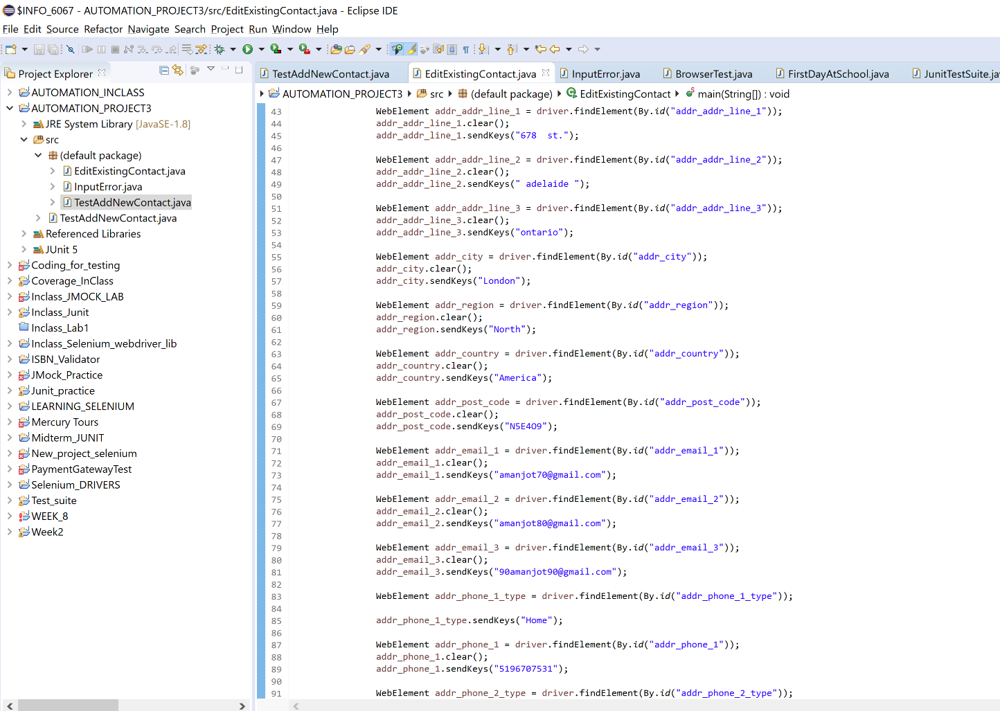 $INFO_6067 - AUTOMATION_PROJECT3/src/EditExistingContact.java - Eclipse IDE
File Edit Source Refactor Navigate Search Project Run Window Help
Project Explorer
AUTOMATION_INCLASS
AUTOMATION_PROJECT3
JRE System Library [JavaSE-1.8]
src
(default package)
EditExistingContact.java
InputError.java
TestAddNewContact.java
TestAddNewContact.java
Referenced Libraries
JUnit 5
Coding_for_testing
Coverage_InClass
Inclass_JMOCK_LAB
Inclass_Junit
Inclass_Lab1
Inclass_Selenium_webdriver_lib
ISBN_Validator
JMock_Practice
Junit_practice
LEARNING_SELENIUM
Mercury Tours
Midterm_JUNIT
New_project_selenium
PaymentGatewayTest
Selenium_DRIVERS
Test_suite
WEEK_8
Week2
TestAddNewContact.java EditExistingContact.java InputError.java BrowserTest.java FirstDayAtSchool.java JunitTestSuite.jav
AUTOMATION_PROJECT3 src (default package) EditExistingContact main(String[]) : void
43 WebElement addr_addr_line_1 = driver.findElement(By.id("addr_addr_line_1"));
44 addr_addr_line_1.clear();
45 addr_addr_line_1.sendKeys("678  st.");
46
47 WebElement addr_addr_line_2 = driver.findElement(By.id("addr_addr_line_2"));
48 addr_addr_line_2.clear();
49 addr_addr_line_2.sendKeys(" adelaide ");
50
51 WebElement addr_addr_line_3 = driver.findElement(By.id("addr_addr_line_3"));
52 addr_addr_line_3.clear();
53 addr_addr_line_3.sendKeys("ontario");
54
55 WebElement addr_city = driver.findElement(By.id("addr_city"));
56 addr_city.clear();
57 addr_city.sendKeys("London");
58
59 WebElement addr_region = driver.findElement(By.id("addr_region"));
60 addr_region.clear();
61 addr_region.sendKeys("North");
62
63 WebElement addr_country = driver.findElement(By.id("addr_country"));
64 addr_country.clear();
65 addr_country.sendKeys("America");
66
67 WebElement addr_post_code = driver.findElement(By.id("addr_post_code"));
68 addr_post_code.clear();
69 addr_post_code.sendKeys("N5E4O9");
70
71 WebElement addr_email_1 = driver.findElement(By.id("addr_email_1"));
72 addr_email_1.clear();
73 addr_email_1.sendKeys("amanjot70@gmail.com");
74
75 WebElement addr_email_2 = driver.findElement(By.id("addr_email_2"));
76 addr_email_2.clear();
77 addr_email_2.sendKeys("amanjot80@gmail.com");
78
79 WebElement addr_email_3 = driver.findElement(By.id("addr_email_3"));
80 addr_email_3.clear();
81 addr_email_3.sendKeys("90amanjot90@gmail.com");
82
83 WebElement addr_phone_1_type = driver.findElement(By.id("addr_phone_1_type"));
84
85 addr_phone_1_type.sendKeys("Home");
86
87 WebElement addr_phone_1 = driver.findElement(By.id("addr_phone_1"));
88 addr_phone_1.clear();
89 addr_phone_1.sendKeys("5196707531");
90
91 WebElement addr_phone_2_type = driver.findElement(By.id("addr_phone_2_type"));